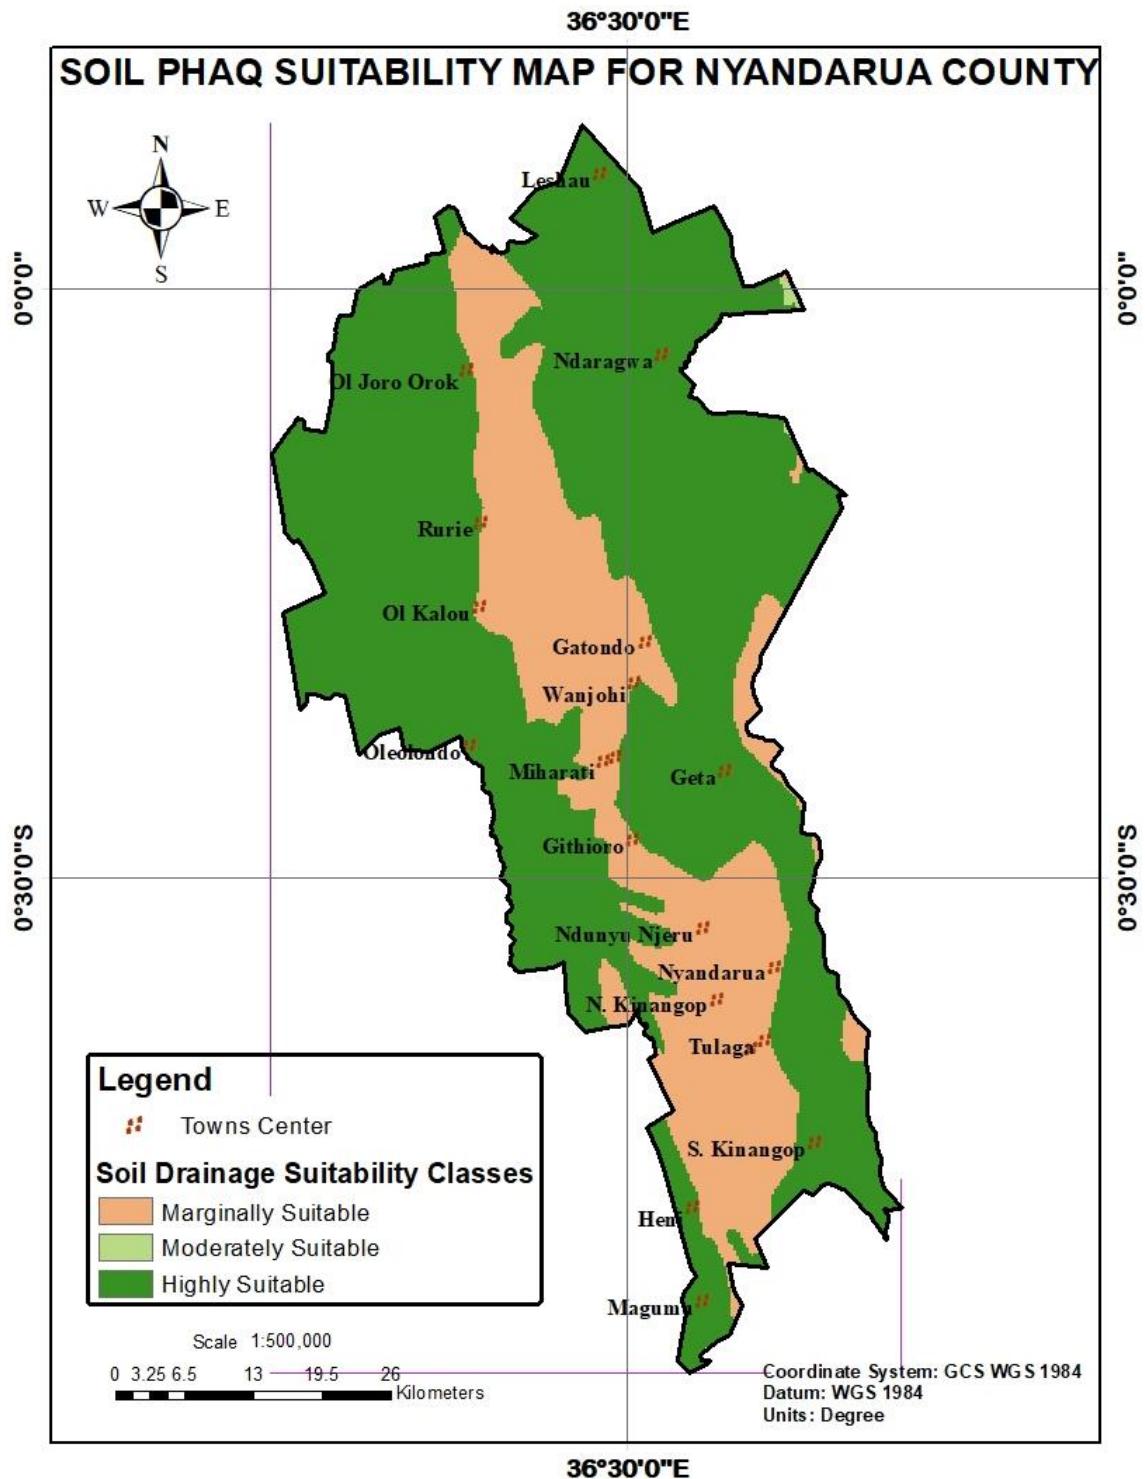 36°30'0"E
SOIL PHAQ SUITABILITY MAP FOR NYANDARUA COUNTY
N
W E
S
Leshau
0°0'0"
0°0'0"
Ndaragwa
Ol Joro Orok
Rurie
Ol Kalou
Gatondo
Wanjohi
Oleolondo
Miharati
Geta
Githioro
0°30'0"S
0°30'0"S
Ndunyu Njeru
Nyandarua
N. Kinangop
Tulaga
S. Kinangop
Heni
Magumu
Legend
Towns Center
Soil Drainage Suitability Classes
Marginally Suitable
Moderately Suitable
Highly Suitable
Scale 1:500,000
0 3.25 6.5 13 19.5 26
Kilometers
Coordinate System: GCS WGS 1984
Datum: WGS 1984
Units: Degree
36°30'0"E